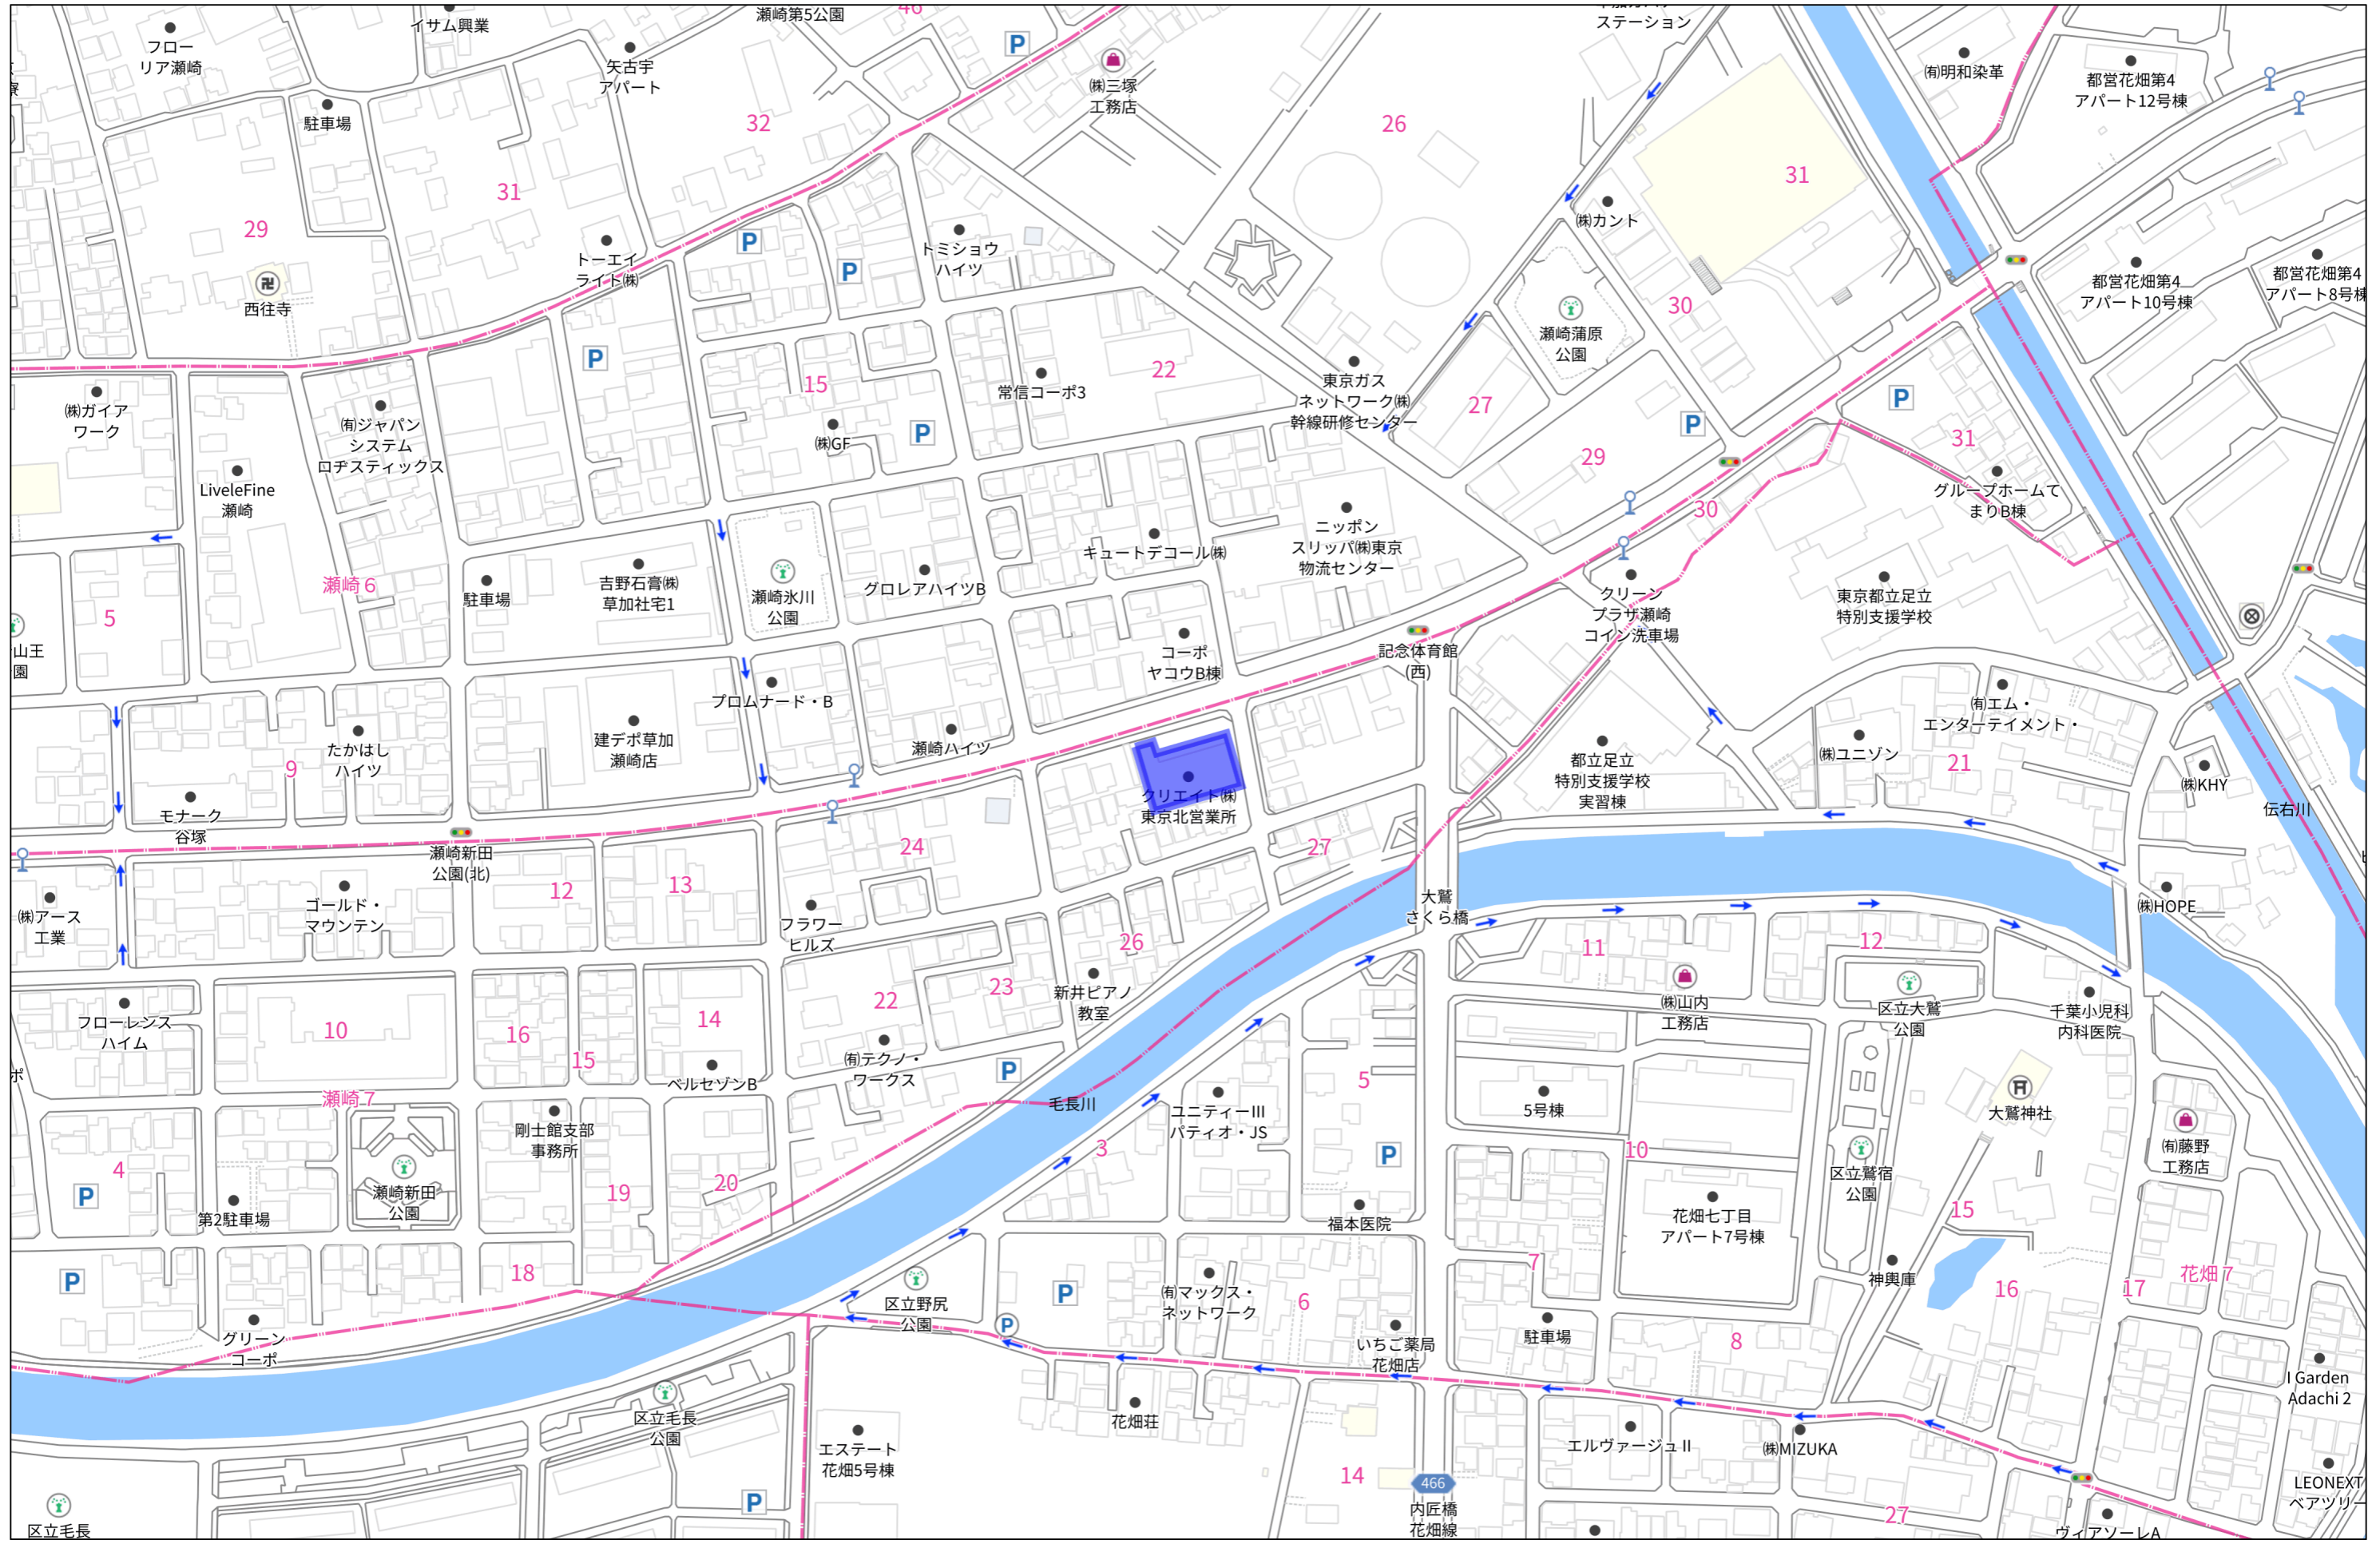 イサム興業
瀬崎第5公園
46
ステーション
フロー
リア瀬崎
矢古宇
アパート
㈱三塚
工務店
㈲明和染革
都営花畑第4
アパート12号棟
駐車場
32
26
31
29
31
西往寺
トーエイ
ライト㈱
P
P
P
トミショウ
ハイツ
㈱カント
30
瀬崎蒲原
公園
都営花畑第4
アパート10号棟
都営花畑第4
アパート8号棟
㈱ガイア
ワーク
㈲ジャパン
システム
ロヂスティックス
P
15
㈱GF
P
常信コーポ3
22
東京ガス
ネットワーク㈱
幹線研修センター
27
29
P
P
31
LiveleFine
瀬崎
グループホームて
まりB棟
30
5
瀬崎6
駐車場
吉野石膏㈱
草加社宅1
瀬崎氷川
公園
グロレアハイツB
キュートデコール㈱
ニッポン
スリッパ㈱東京
物流センター
クリーン
プラザ瀬崎
コイン洗車場
東京都立足立
特別支援学校
山王
園
コーポ
ヤコウB棟
記念体育館
(西)
プロムナード・B
瀬崎ハイツ
建デポ草加
瀬崎店
たかはし
ハイツ
9
モナーク
谷塚
クリエイト㈱
東京北営業所
都立足立
特別支援学校
実習棟
㈱ユニゾン
㈲エム・
エンターテイメント・
21
㈱KHY
伝右川
瀬崎新田
公園(北)
12
13
24
27
㈱アース
工業
ゴールド・
マウンテン
フラワー
ヒルズ
26
大鷲
さくら橋
11
12
㈱HOPE
フローレンス
ハイム
10
16
15
14
ベルセゾンB
22
23
新井ピアノ
教室
㈲テクノ・
ワークス
P
㈱山内
工務店
区立大鷲
公園
千葉小児科
内科医院
瀬崎7
毛長川
ユニティーⅢ
パティオ・JS
5
5号棟
大鷲神社
㈲藤野
工務店
剛士館支部
事務所
4
P
第2駐車場
瀬崎新田
公園
19
20
3
P
福本医院
10
花畑七丁目
アパート7号棟
区立鷲宿
公園
15
P
グリーン
コーポ
18
区立野尻
公園
P
P
㈲マックス・
ネットワーク
6
いちご薬局
花畑店
7
駐車場
8
神輿庫
16
17
花畑7
区立毛長
公園
エステート
花畑5号棟
花畑荘
エルヴァージュⅡ
㈱MIZUKA
I Garden
Adachi 2
区立毛長
P
14
466
内匠橋
花畑線
27
ヴィアソーレA
LEONEXT
ベアツリー